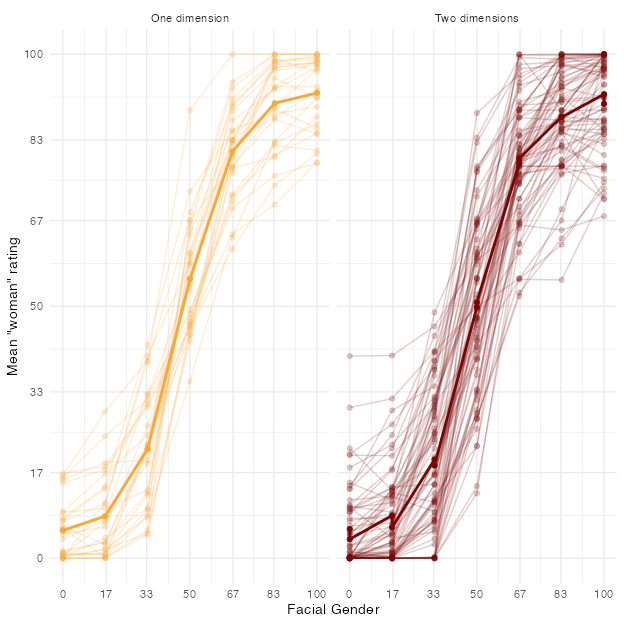 One dimension
Two dimensions
100
83
67
50
33
17
0
Mean "woman" rating
0 17 33 50 67 83 100
0 17 33 50 67 83 100
Facial Gender